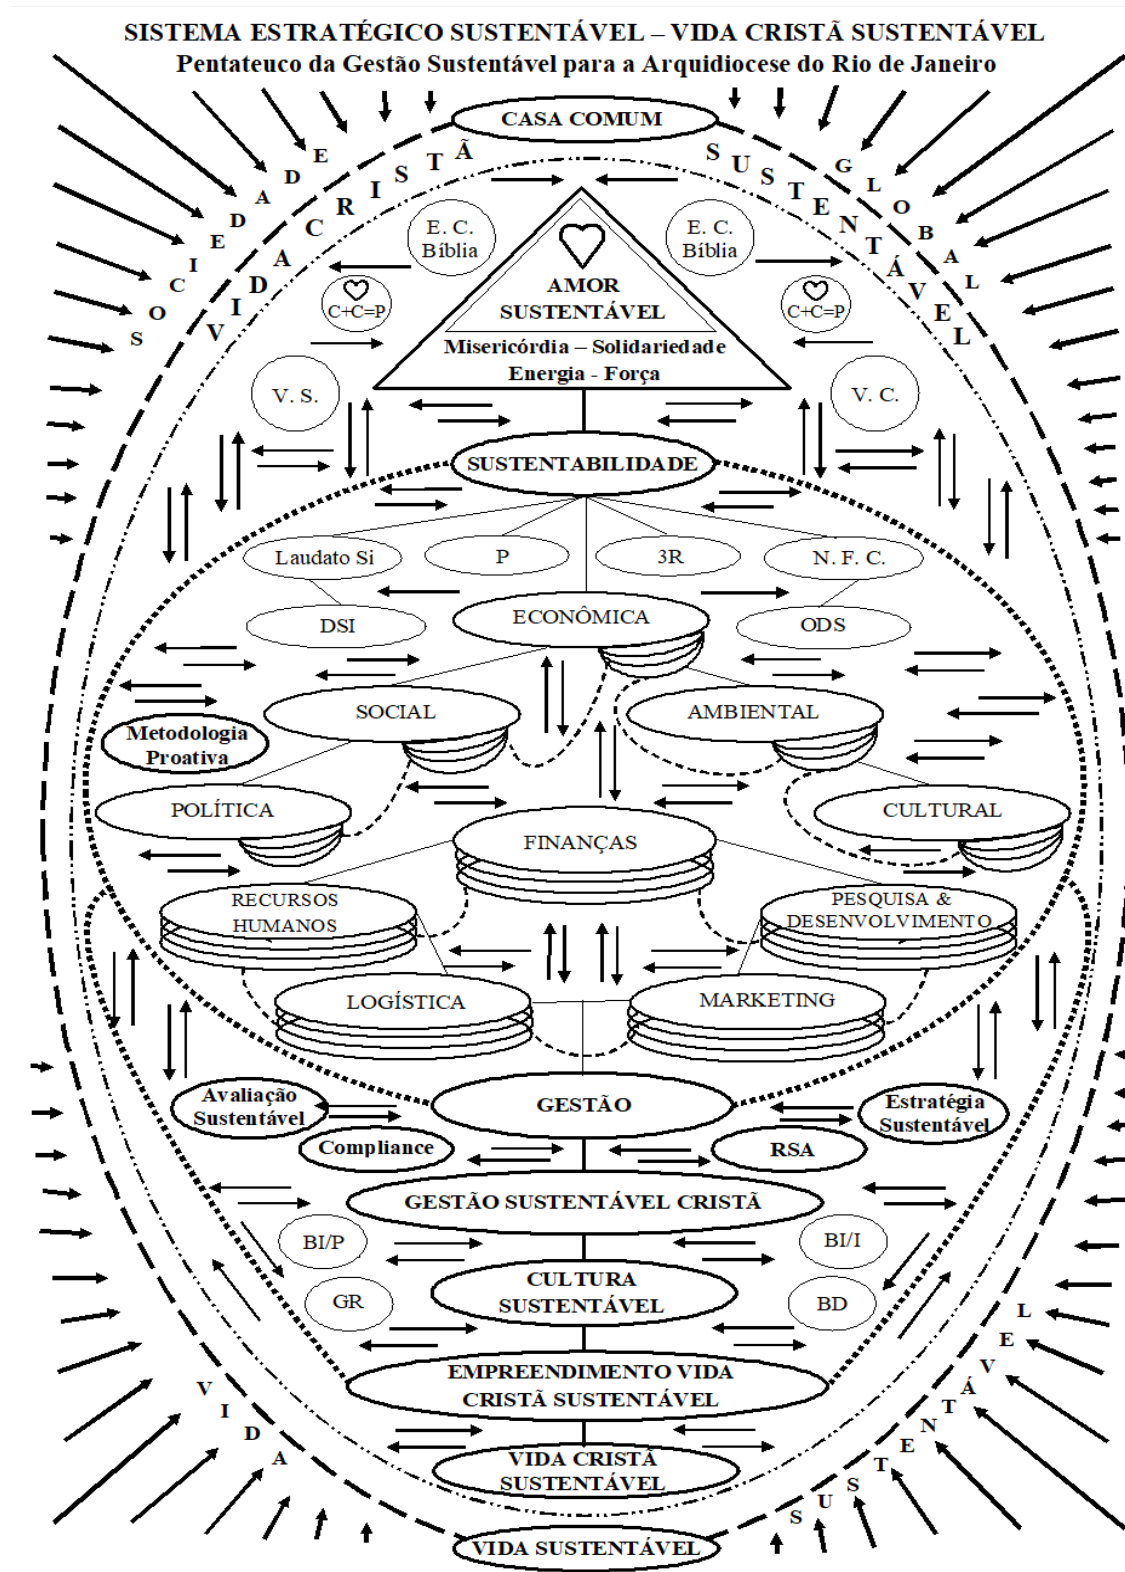 SISTEMA ESTRATÉGICO SUSTENTÁVEL – VIDA CRISTÃ SUSTENTÁVEL
Pentateuco da Gestão Sustentável para a Arquidiocese do Rio de Janeiro
CASA COMUM
SOCIEDADE
GLOBAL
VIDA CRISTÃ
SUSTENTÁVEL
E. C.
Bíblia
E. C.
Bíblia
C+C=P
C+C=P
AMOR
SUSTENTÁVEL
Misericórdia – Solidariedade
Energia - Força
V. S.
V. C.
SUSTENTABILIDADE
Laudato Si
P
3R
N. F. C.
DSI
ECONÔMICA
ODS
SOCIAL
AMBIENTAL
Metodologia
Proativa
POLÍTICA
CULTURAL
FINANÇAS
RECURSOS
HUMANOS
PESQUISA &
DESENVOLVIMENTO
LOGÍSTICA
MARKETING
Avaliação
Sustentável
GESTÃO
Estratégia
Sustentável
Compliance
RSA
GESTÃO SUSTENTÁVEL CRISTÃ
BI/P
BI/I
CULTURA
SUSTENTÁVEL
GR
BD
EMPREENDIMENTO VIDA
CRISTÃ SUSTENTÁVEL
VIDA CRISTÃ
SUSTENTÁVEL
VIDA
SUSTENTÁVEL
VIDA SUSTENTÁVEL